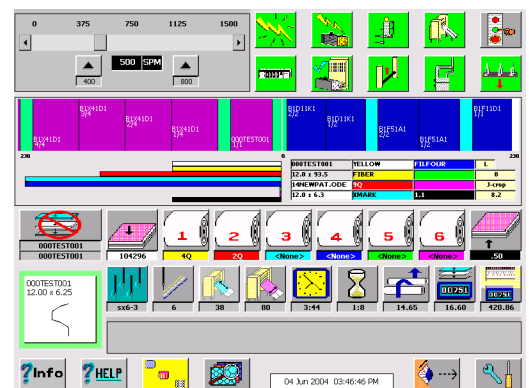 0 375 750 1125 1500
500 SPM
400 800
B1X41D1
4/4
B1X41D1
3/4
B1X41D1
2/4
B1X41D1
1/4
000TEST001
1/1
B1D11K1
2/2
B1D11K1
1/2
B1F51A1
2/2
B1F51A1
1/2
B1F11D1
1/1
230 0 230
000TEST001 YELLOW FILFOUR L
12.0 x 93.5 FIBER 0
14NEWPAT.ODE 9Q J-crop
12.0 x 6.3 XMARK 1.1 8.2
1 2 3 4 5 6
000TEST001
000TEST001 104296 4Q 2Q <None> <None> <None> <None> .50
000TEST001
12.00 x 6.25
00751 00751
sx6-3 6 38 80 3:44 1:8 14.65 16.60 420.86
?Info ?HELP
04 Jun 2004 03:46:46 PM